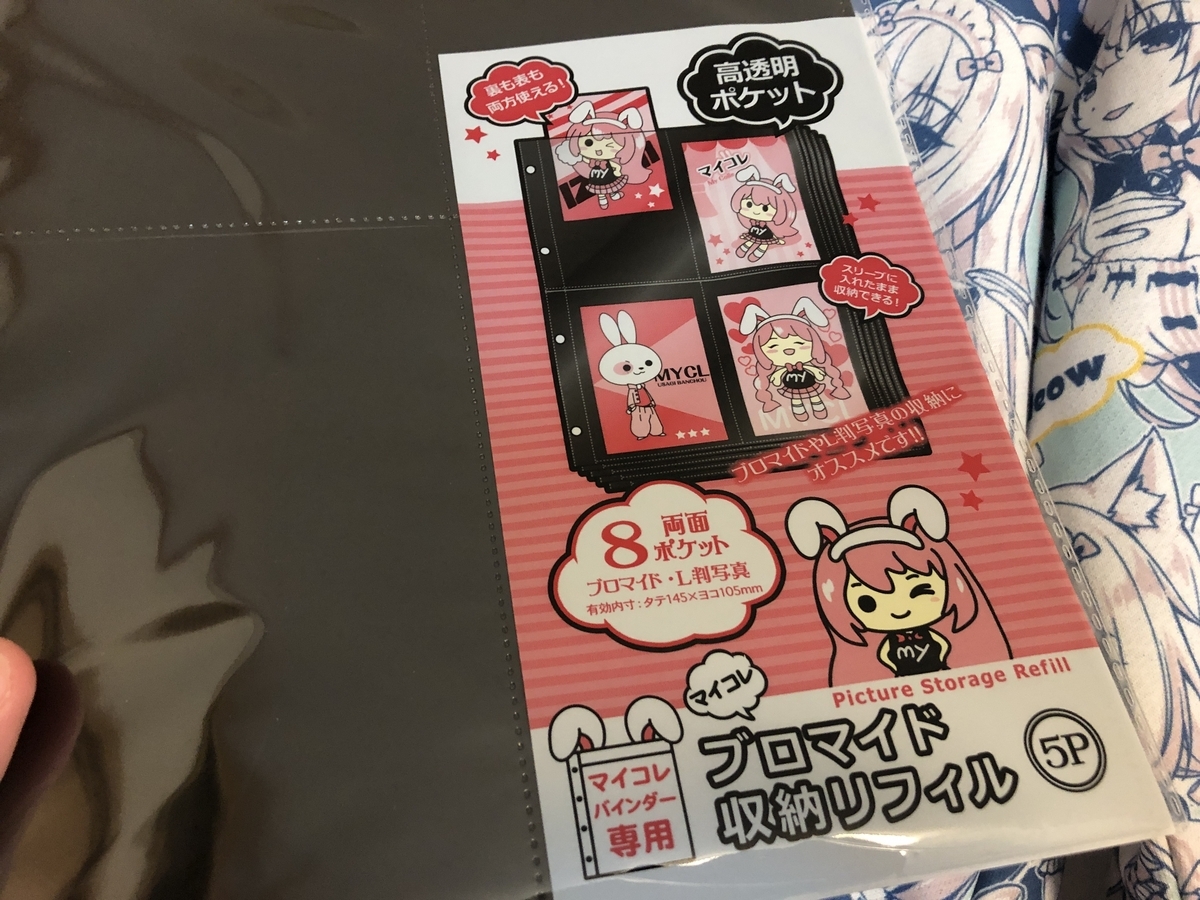 裏も表も
両方使える!
高透明
ポケット
マイコレ
MY
MY
スリーブに
入れたまま
収納できる!
MYCL
USAGI BANCHOU
MY
ブロマイドやL判写真の収納に
オススメです!!
8 両面
ポケット
ブロマイド・L判写真
有効内寸:タテ145×ヨコ105mm
MY
Picture Storage Refill
マイコレ
ブロマイド
収納リフィル
5P
マイコレ
バインダー
専用